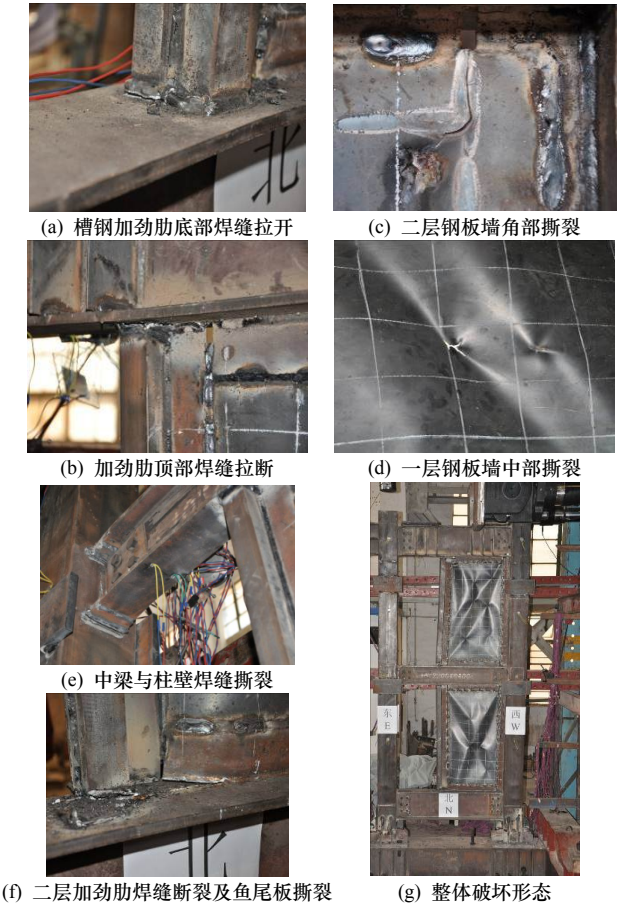 北
(a) 槽钢加劲肋底部焊缝拉开
(c) 二层钢板墙角部撕裂
(b) 加劲肋顶部焊缝拉断
(d) 一层钢板墙中部撕裂
(e) 中梁与柱壁焊缝撕裂
东
E
西
W
北
N
(f) 二层加劲肋焊缝断裂及鱼尾板撕裂
(g) 整体破坏形态